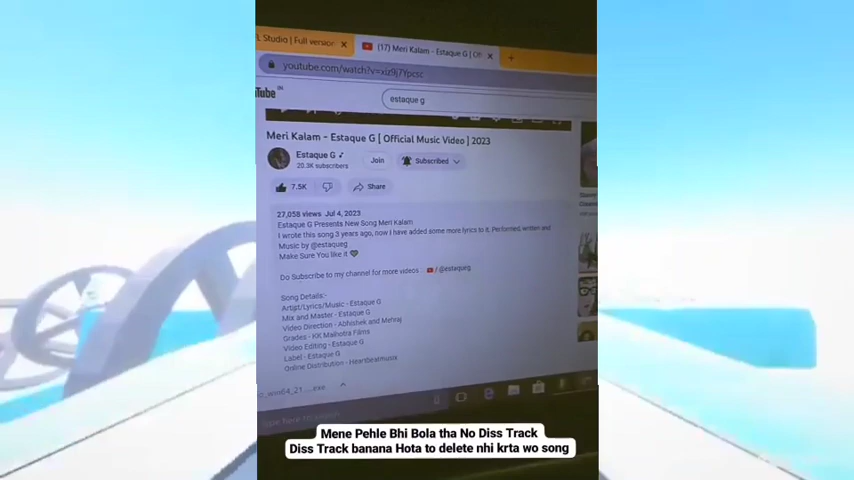 L Studio | Full version
(17) Meri Kalam - Estaque G [ Of
youtube.com/watch?v=xiz9j7Ypcsc
Tube IN
estaque g
Meri Kalam - Estaque G [ Official Music Video ] 2023
Estaque G
20.3K subscribers
Join
Subscribed
7.5K
Share
27,058 views Jul 4, 2023
Estaque G Presents New Song Meri Kalam
I wrote this song 3 years ago, now I have added some more lyrics to it, Performed, written and
Music by @estaqueg
Make Sure You like it 💚
Do Subscribe to my channel for more videos / @estaqueg
Song Details:-
Artist/Lyrics/Music - Estaque G
Mix and Master - Estaque G
Video Direction - Abhishek and Mehraj
Grades - KK Malhotra Films
Video Editing - Estaque G
Label - Estaque G
Online Distribution - Heartbeatmusix
o_win64_21....exe
Mene Pehle Bhi Bola tha No Diss Track
Diss Track banana Hota to delete nhi krta wo song